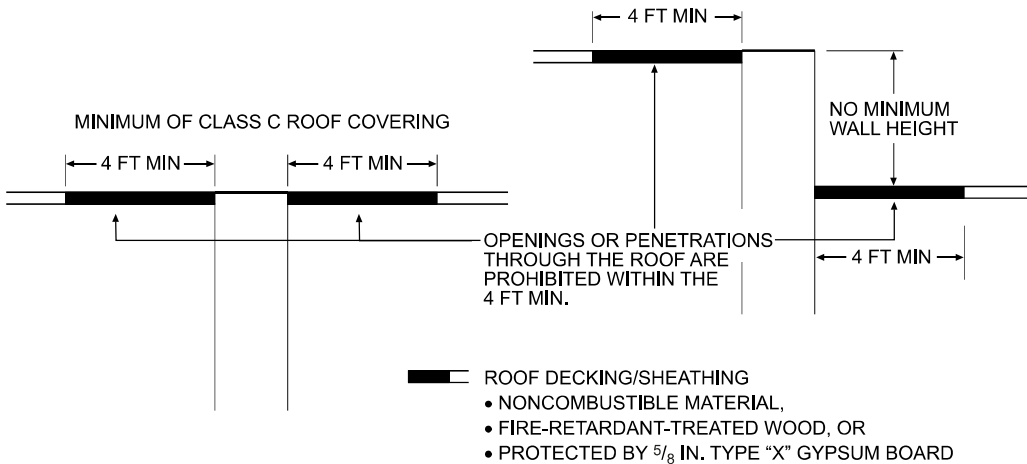 4 FT MIN
MINIMUM OF CLASS C ROOF COVERING
NO MINIMUM
WALL HEIGHT
4 FT MIN
4 FT MIN
OPENINGS OR PENETRATIONS
THROUGH THE ROOF ARE
PROHIBITED WITHIN THE
4 FT MIN.
4 FT MIN
ROOF DECKING/SHEATHING
• NONCOMBUSTIBLE MATERIAL,
• FIRE-RETARDANT-TREATED WOOD, OR
• PROTECTED BY 5/8 IN. TYPE “X” GYPSUM BOARD